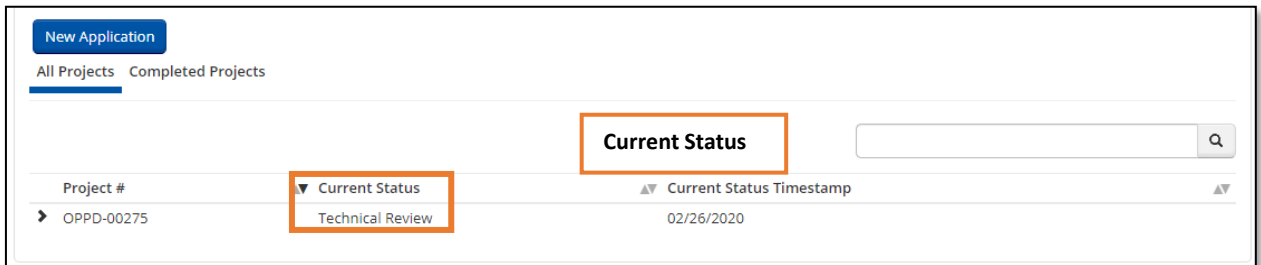 New Application
All Projects Completed Projects
Current Status
Project # Current Status Current Status Timestamp
OPPD-00275 Technical Review 02/26/2020